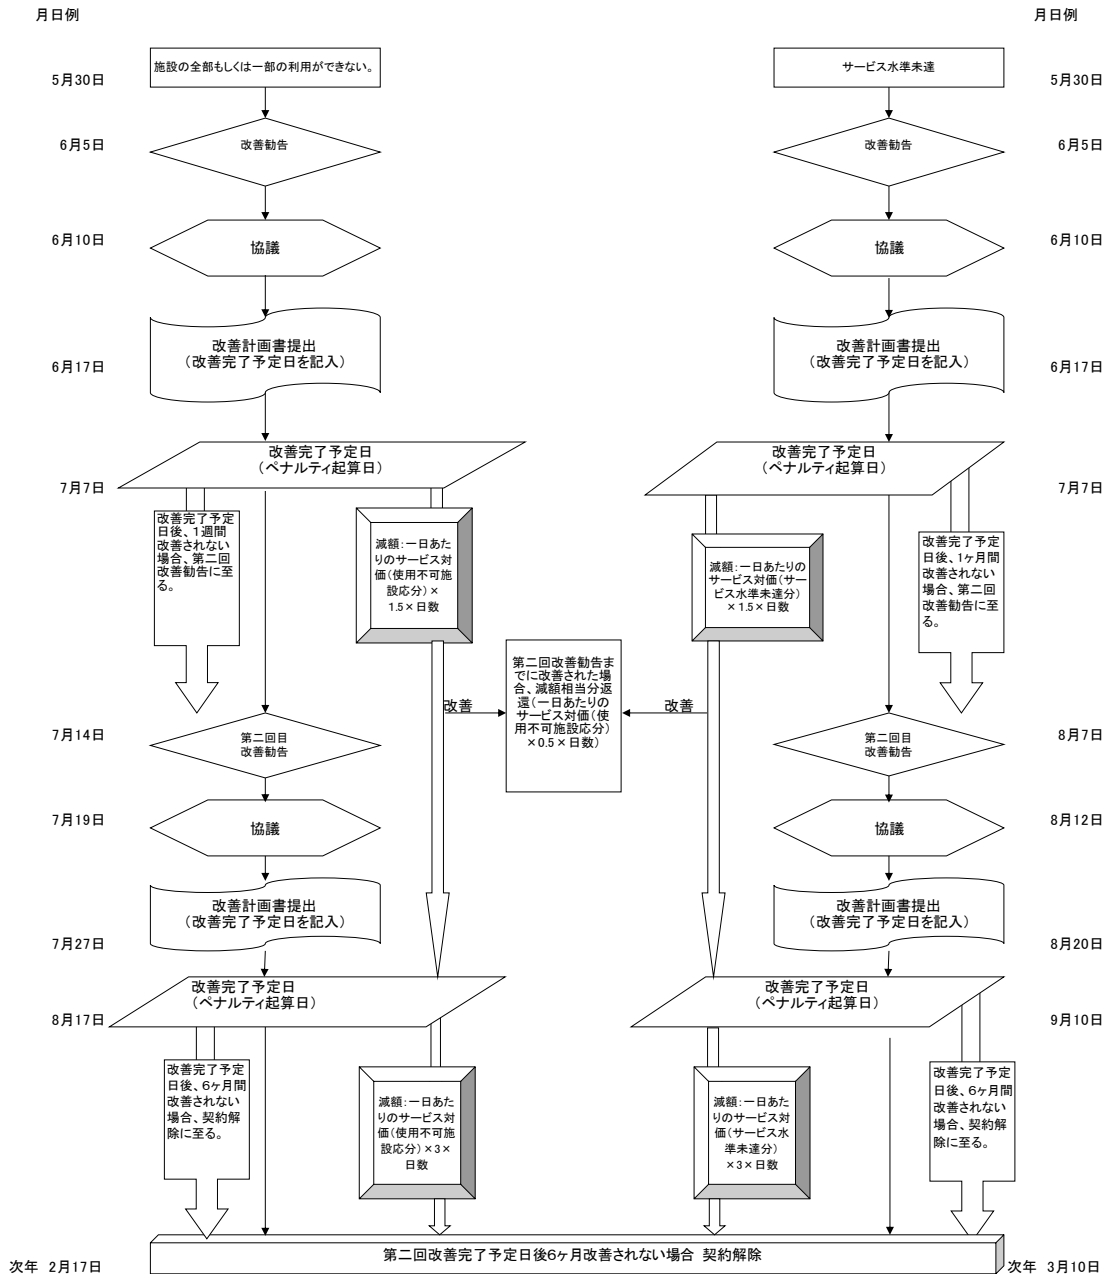 月日例
月日例
施設の全部もしくは一部の利用ができない。
サービス水準未達
5月30日
5月30日
改善勧告
改善勧告
6月5日
6月5日
協議
協議
6月10日
6月10日
改善計画書提出
(改善完了予定日を記入)
改善計画書提出
(改善完了予定日を記入)
6月17日
6月17日
改善完了予定日
(ペナルティ起算日)
改善完了予定日
(ペナルティ起算日)
7月7日
7月7日
改善完了予定
日後、1週間
改善されない
場合、第二回
改善勧告に至
る。
減額:一日あた
りのサービス対
価(使用不可施
設応分)×
1.5×日数
減額:一日あたりの
サービス対価(サー
ビス水準未達分)
×1.5×日数
改善完了予定
日後、1ヶ月間
改善されない
場合、第二回
改善勧告に至
る。
第二回改善勧告ま
でに改善された場
合、減額相当分返
還(一日あたりの
サービス対価(使
用不可施設応分)
×0.5×日数)
改善
改善
第二回目
改善勧告
第二回目
改善勧告
7月14日
8月7日
協議
協議
7月19日
8月12日
改善計画書提出
(改善完了予定日を記入)
改善計画書提出
(改善完了予定日を記入)
7月27日
8月20日
改善完了予定日
(ペナルティ起算日)
改善完了予定日
(ペナルティ起算日)
8月17日
9月10日
改善完了予定
日後、6ヶ月間
改善されない
場合、契約解
除に至る。
減額:一日あた
りのサービス対
価(使用不可施
設応分)×3×
日数
減額:一日あた
りのサービス対
価(サービス水
準未達分)
×3×日数
改善完了予定
日後、6ヶ月間
改善されない
場合、契約解
除に至る。
第二回改善完了予定日後6ヶ月改善されない場合 契約解除
次年 2月17日
次年 3月10日